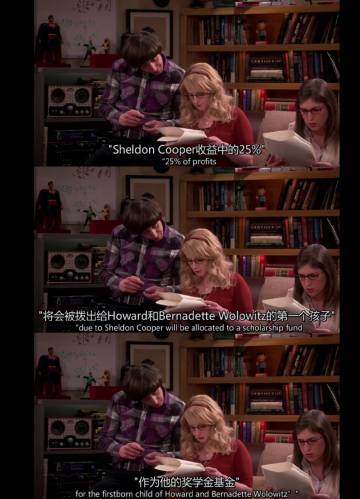 "Sheldon Cooper收益中的25%"
"25% of profits
"将会被拨出给Howard和Bernadette Wolowitz的第一个孩子"
"due to Sheldon Cooper will be allocated to a scholarship fund
"作为他的奖学金基金"
for the firstborn child of Howard and Bernadette Wolowitz" "